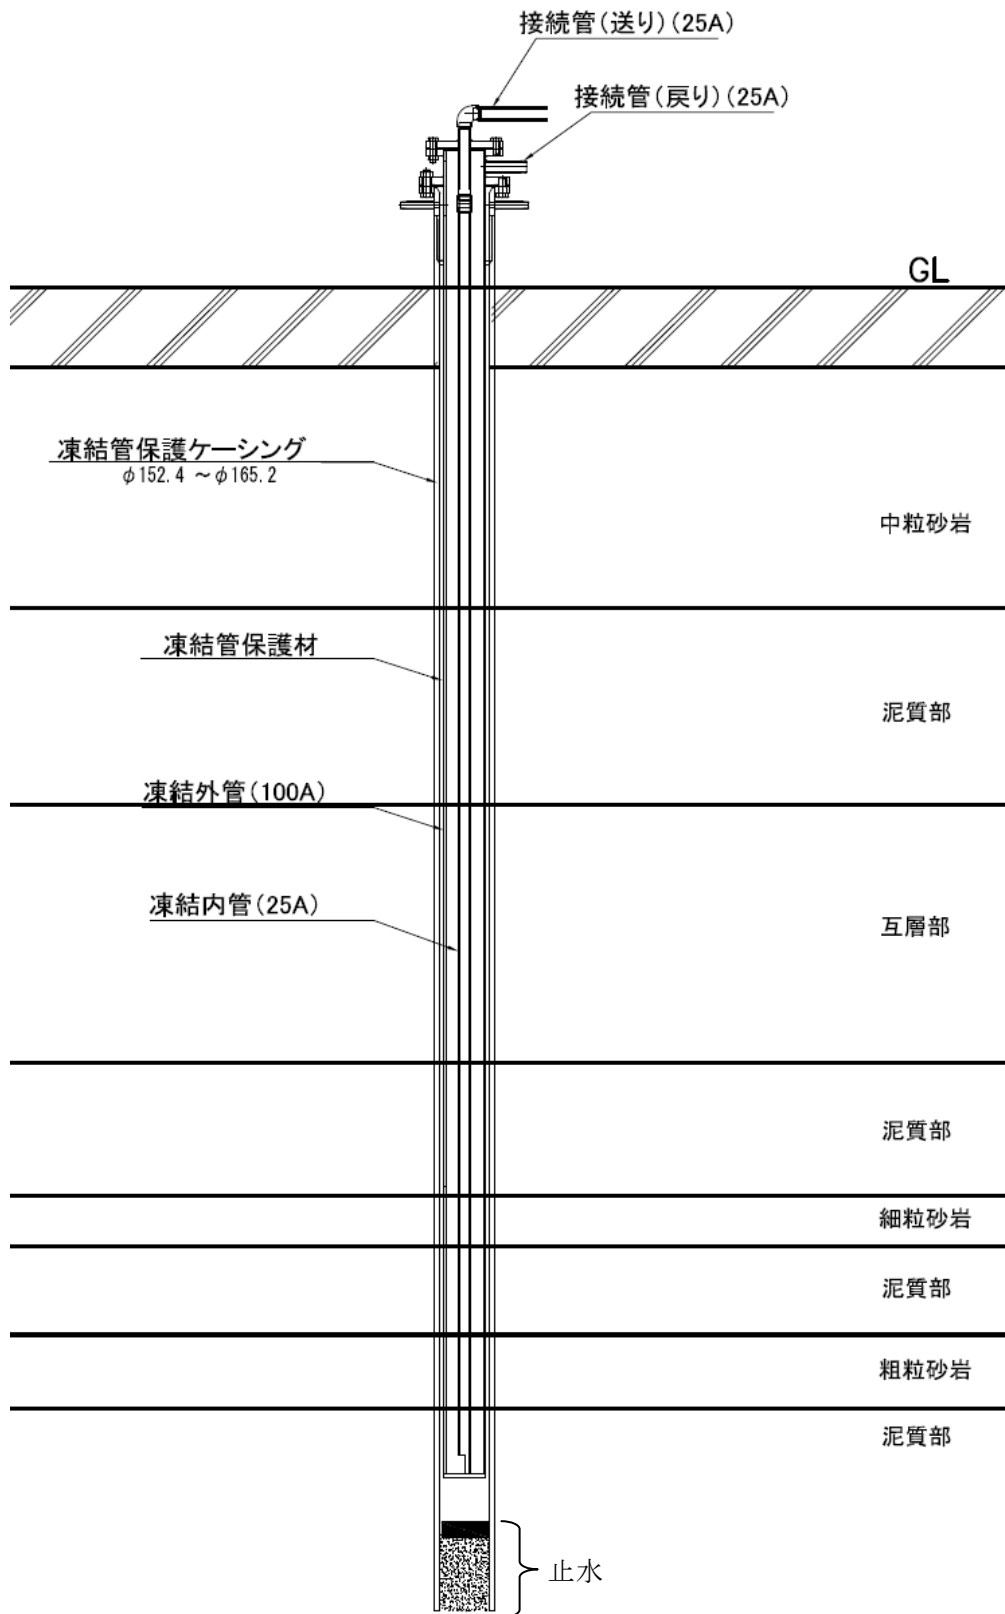 接続管(送り)(25A)
接続管(戻り)(25A)
GL
凍結管保護ケーシング
φ152.4 ～φ165.2
中粒砂岩
凍結管保護材
泥質部
凍結外管(100A)
凍結内管(25A)
互層部
泥質部
細粒砂岩
泥質部
粗粒砂岩
泥質部
止水